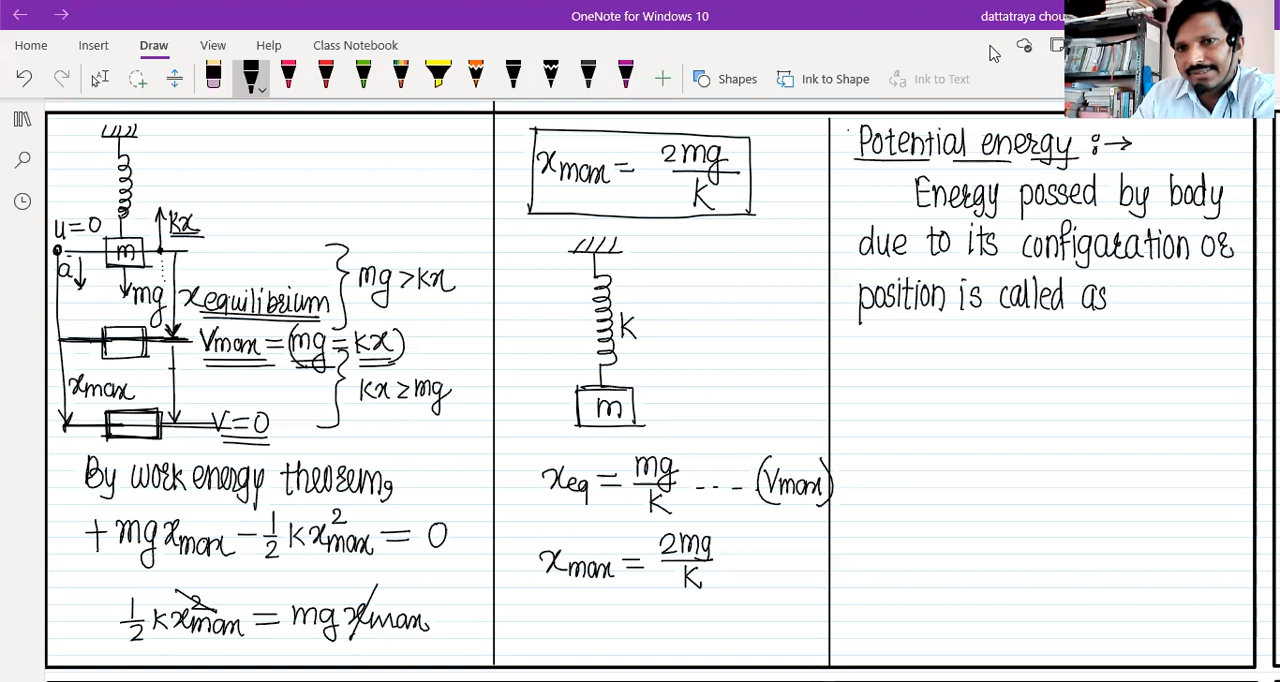 OneNote for Windows 10
dattatraya chou
Home Insert Draw View Help Class Notebook
Shapes Ink to Shape Ink to Text
u=0
kx
m
a
mg
x equilibrium
mg > kx
Vmax = (mg = kx)
xmax
kx ≥ mg
V=0
By work energy theorem,
+ mg xmax - 1/2 k x²max = 0
1/2 k x²max = mg xmax
xmax = 2mg/k
K
m
xeq = mg/k ---- (Vmax)
xmax = 2mg/k
Potential energy :→
Energy possed by body
due to its configaration or
position is called as